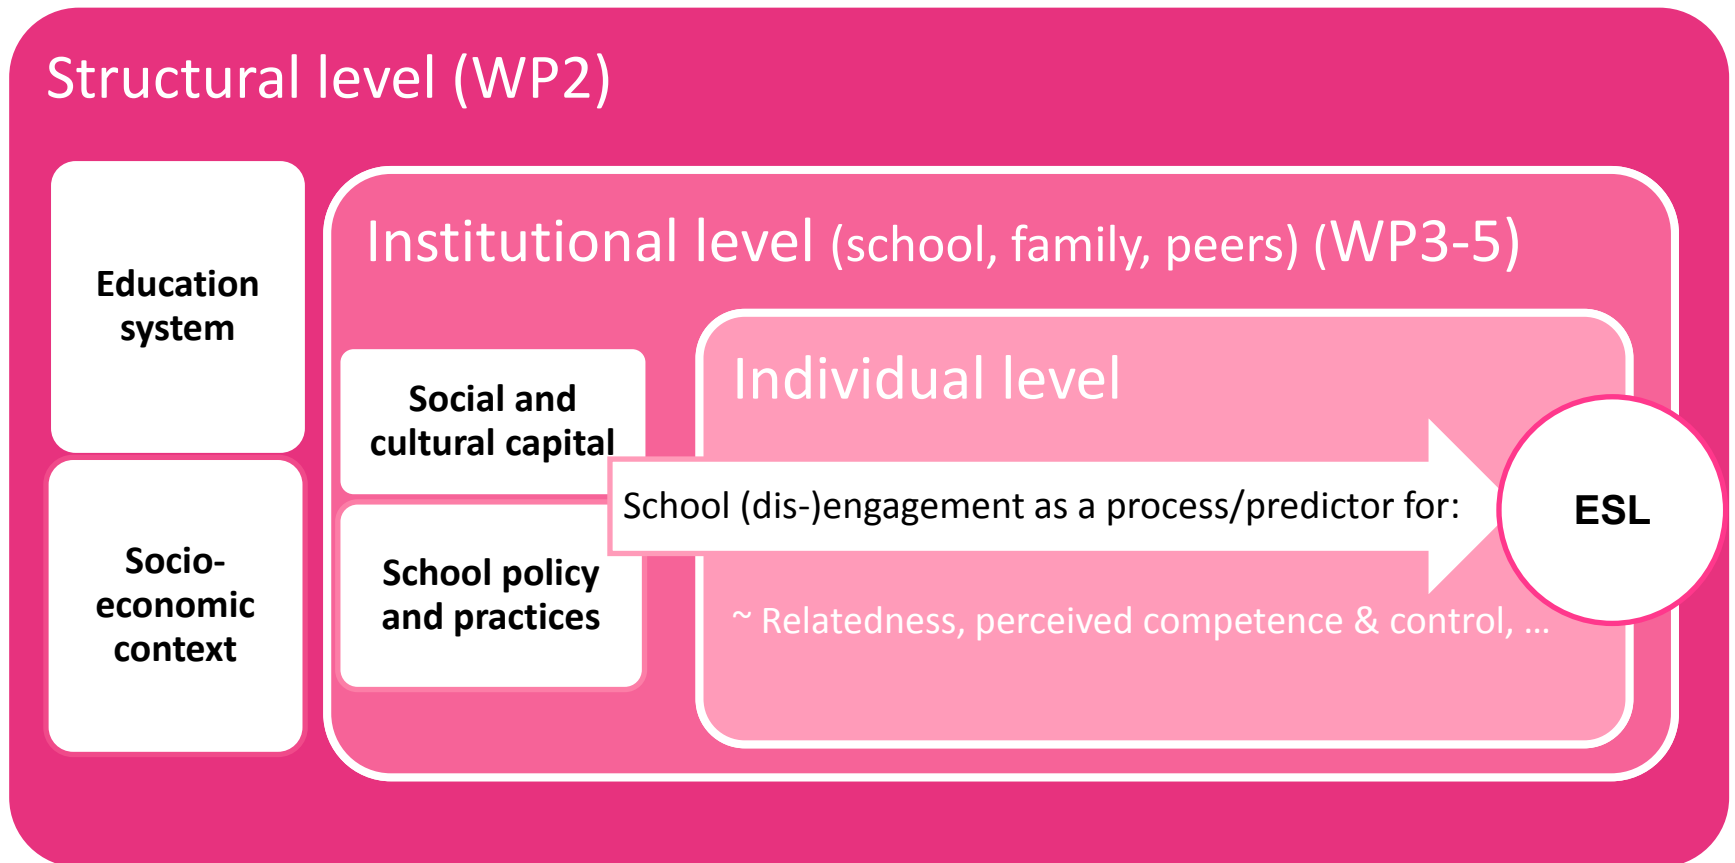 Structural level (WP2)
Education
system
Socio-
economic
context
Institutional level (school, family, peers) (WP3-5)
Social and
cultural capital
School policy
and practices
Individual level
School (dis-)engagement as a process/predictor for:
~ Relatedness, perceived competence & control, ...
ESL